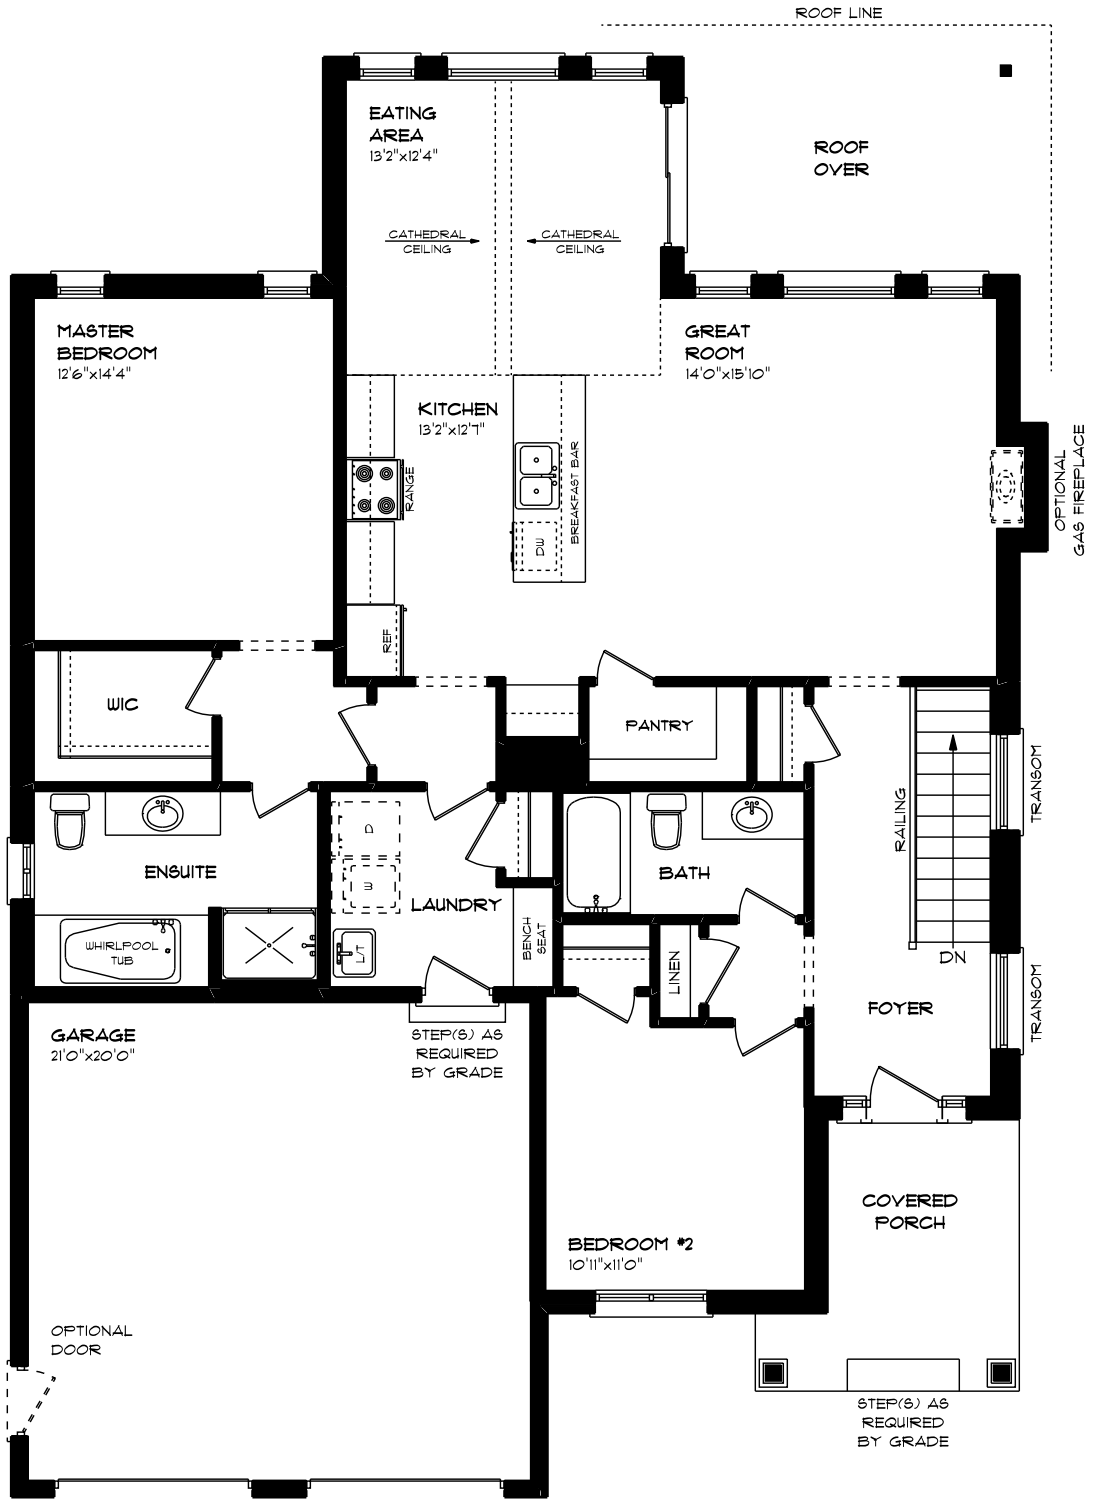 ROOF LINE
EATING
AREA
13'2"x12'4"
ROOF
OVER
CATHEDRAL
CEILING
CATHEDRAL
CEILING
MASTER
BEDROOM
12'6"x14'4"
GREAT
ROOM
14'0"x15'10"
KITCHEN
13'2"x12'7"
RANGE
BREAKFAST BAR
DW
REF
OPTIONAL
GAS FIREPLACE
WIC
PANTRY
TRANSOM
RAILING
D
W
ENSUITE
BATH
LAUNDRY
WHIRLPOOL
TUB
L/T
BENCH
SEAT
LINEN
DN
TRANSOM
FOYER
GARAGE
21'0"x20'0"
STEP(S) AS
REQUIRED
BY GRADE
COVERED
PORCH
BEDROOM #2
10'11"x11'0"
OPTIONAL
DOOR
STEP(S) AS
REQUIRED
BY GRADE